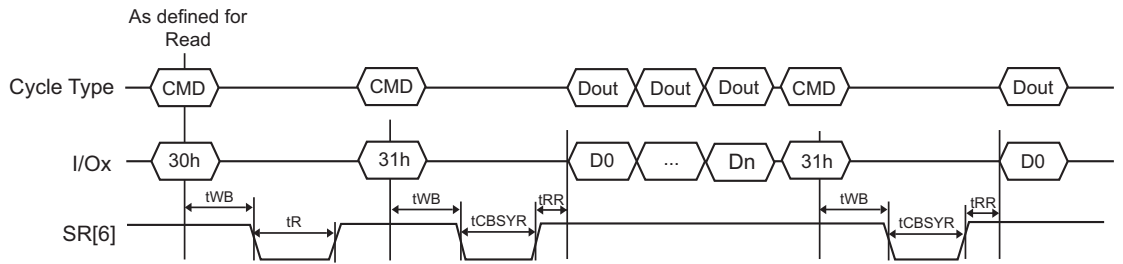 As defined for
Read
Cycle Type CMD CMD Dout Dout Dout CMD Dout
I/Ox 30h 31h D0 ... Dn 31h D0
tWB tWB tRR tWB tRR
tR tCBSYR tCBSYR
SR[6]